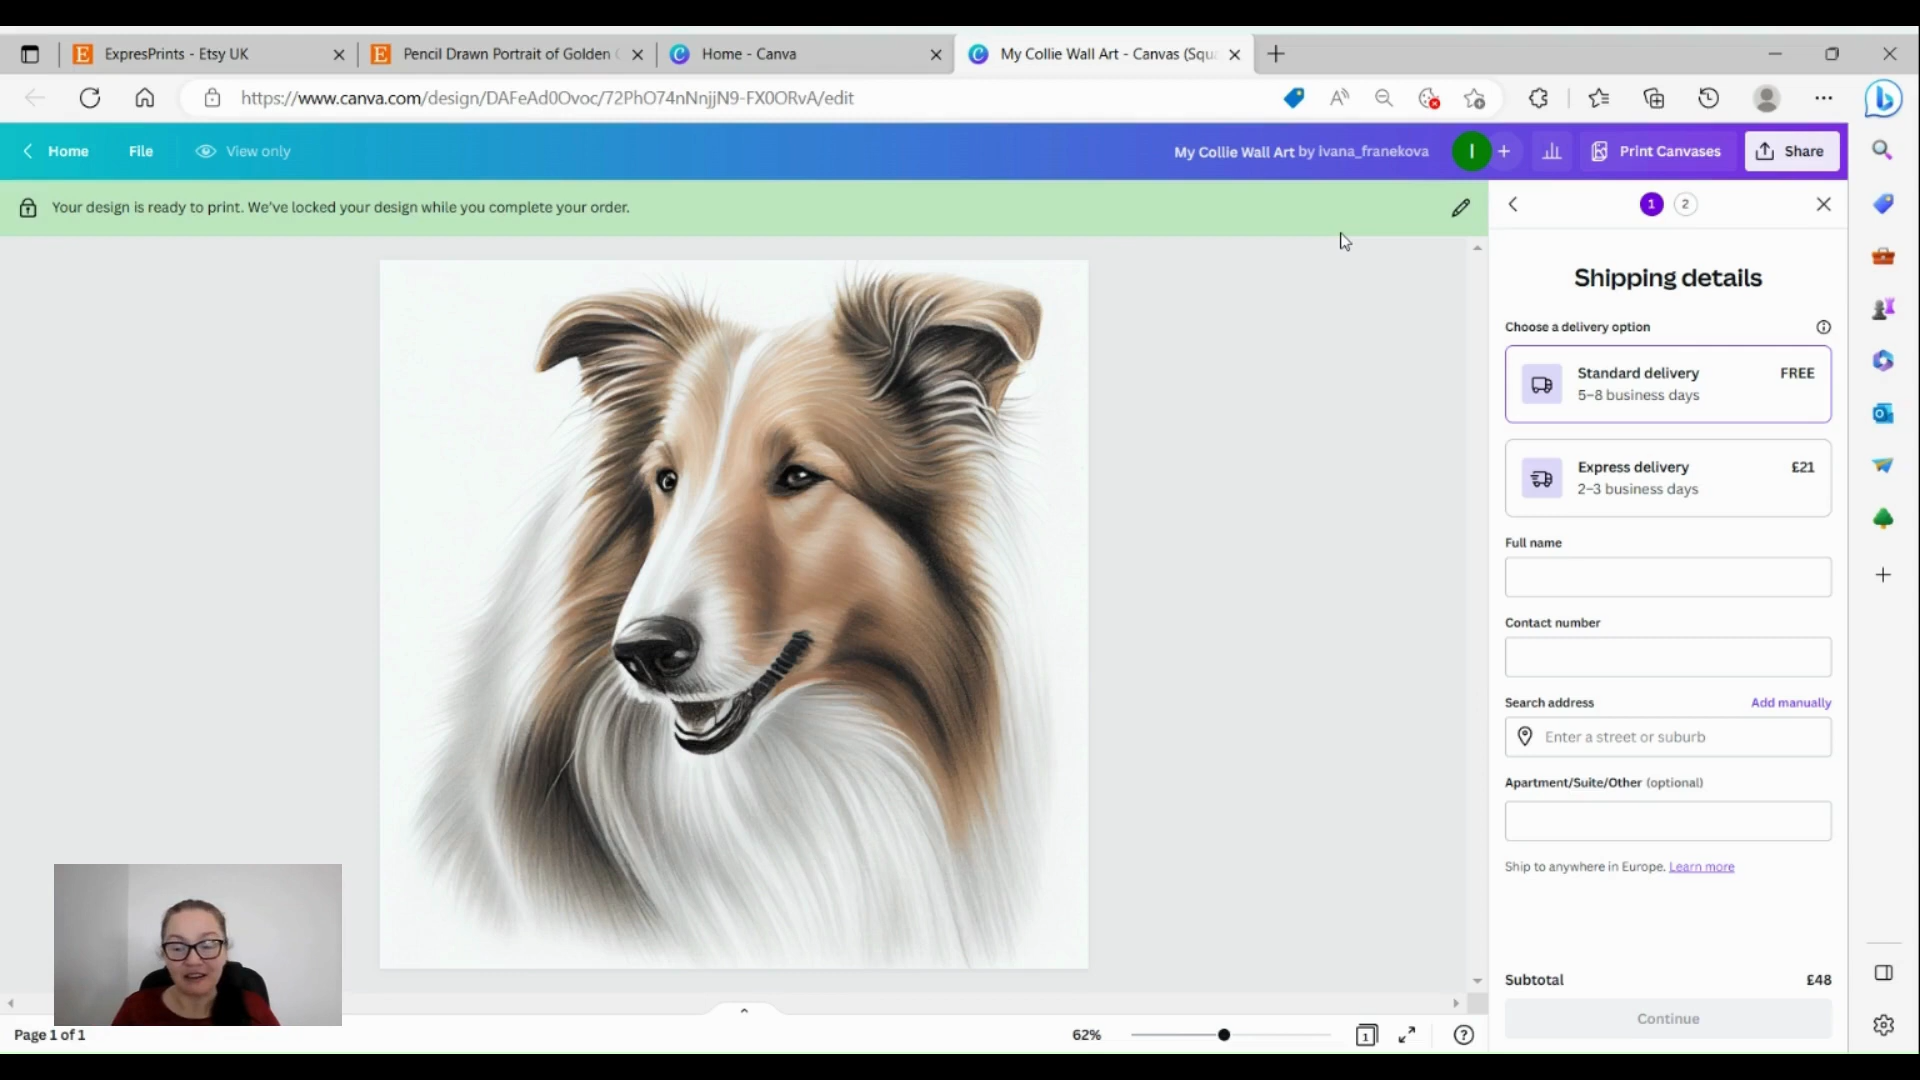 ExpresPrints - Etsy UK
Pencil Drawn Portrait of Golden
Home - Canva
My Collie Wall Art - Canvas (Squa
https://www.canva.com/design/DAFeAd0Ovoc/72PhO74nNnjjN9-FX0ORvA/edit
Home
File
View only
My Collie Wall Art by ivana_franekova
I
Print Canvases
Share
Your design is ready to print. We've locked your design while you complete your order.
1
2
Shipping details
Choose a delivery option
Standard delivery FREE
5–8 business days
Express delivery £21
2–3 business days
Full name
Contact number
Search address Add manually
Enter a street or suburb
Apartment/Suite/Other (optional)
Ship to anywhere in Europe. Learn more
Subtotal £48
Continue
Page 1 of 1
62%
1